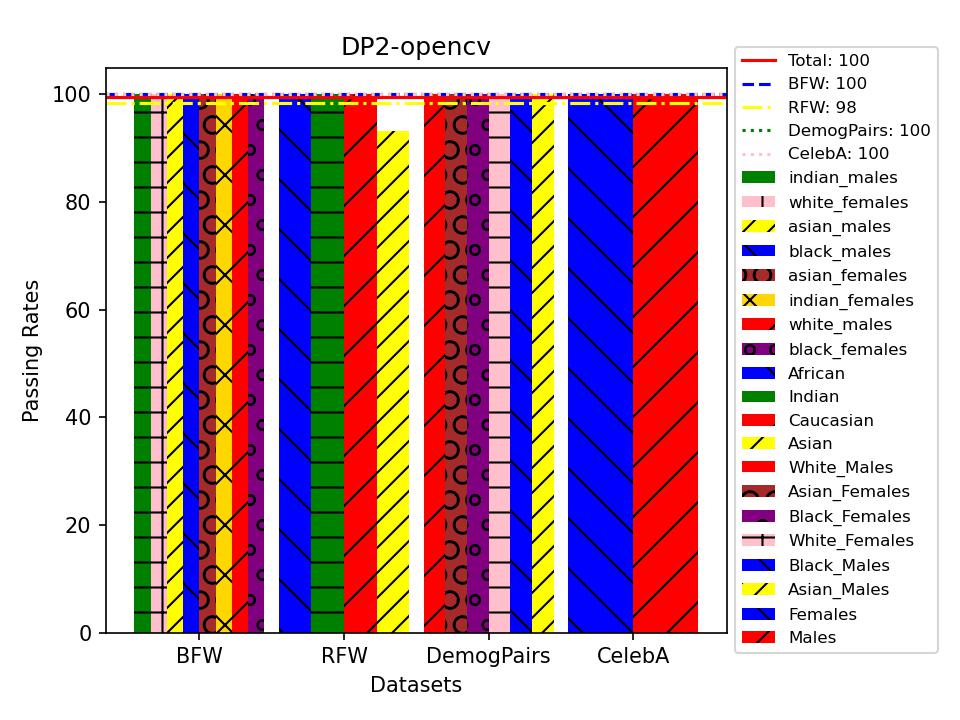 DP2-opencv
Passing Rates
100
80
60
40
20
0
BFW
RFW
DemogPairs
CelebA
Datasets
Total: 100
BFW: 100
RFW: 98
DemogPairs: 100
CelebA: 100
indian_males
white_females
asian_males
black_males
asian_females
indian_females
white_males
black_females
African
Indian
Caucasian
Asian
White_Males
Asian_Females
Black_Females
White_Females
Black_Males
Asian_Males
Females
Males